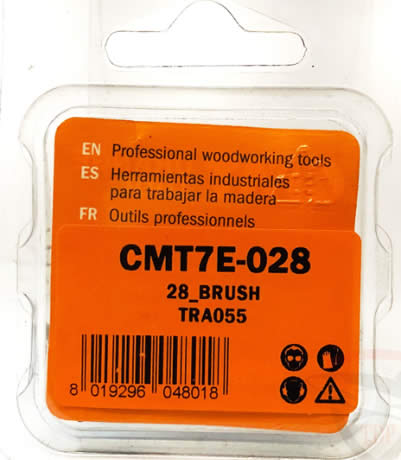 EN Professional woodworking tools
ES Herramientas industriales
para trabajar la madera
FR Outils professionnels
CMT7E-028
28_BRUSH
TRA055
8 019296 048018